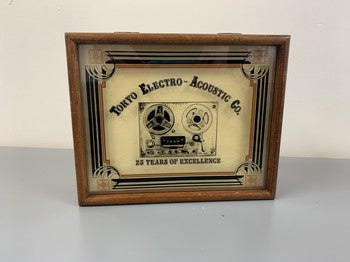 Tokyo Electro-Acoustic Co.
25 YEARS OF EXCELLENCE